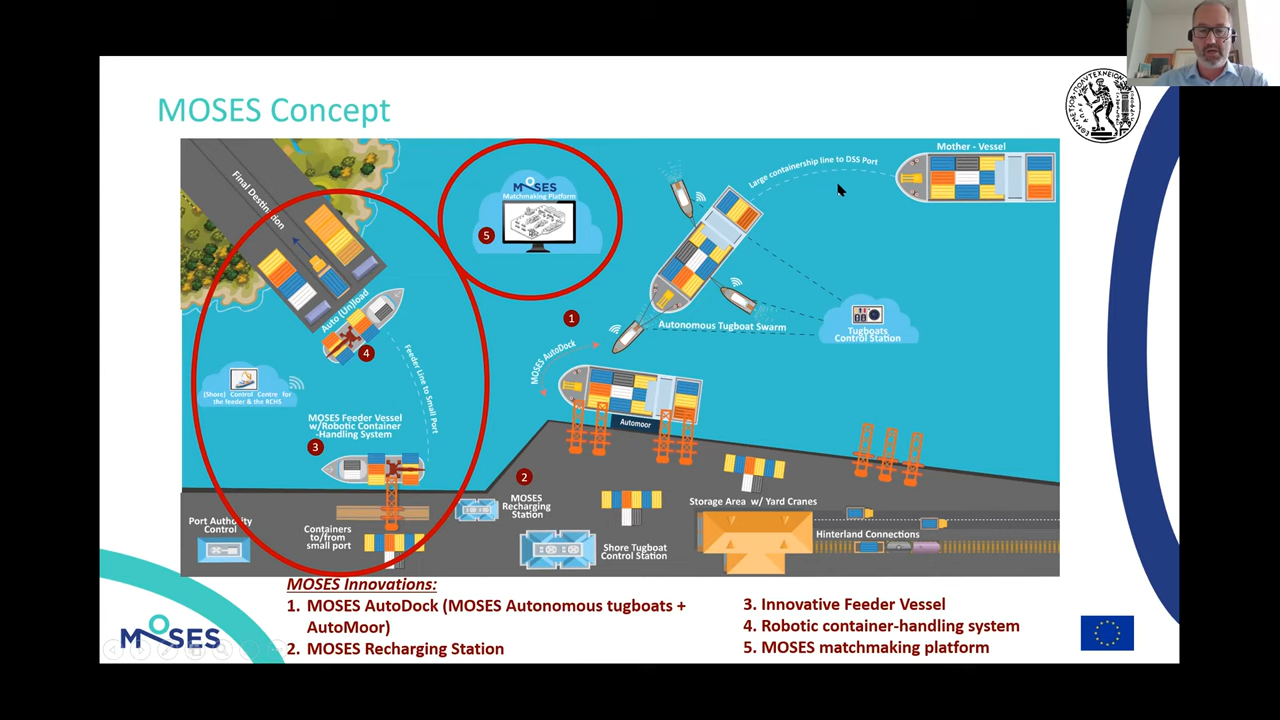 MOSES Concept
Final Destination
MOSES
Matchmaking Platform
5
Large containership line to DSS Port
Mother - Vessel
1
Autonomous Tugboat Swarm
Tugboats
Control Station
MOSES AutoDock
Auto (Un)load
4
Feeder Line to Small Port
(Shore) Control Centre for
the feeder & the RCHS
MOSES Feeder Vessel
w/Robotic Container
-Handling System
3
Automoor
2
MOSES
Recharging
Station
Storage Area w/ Yard Cranes
Port Authority
Control
Containers
to/from
small port
Shore Tugboat
Control Station
Hinterland Connections
MOSES Innovations:
1. MOSES AutoDock (MOSES Autonomous tugboats +
AutoMoor)
2. MOSES Recharging Station
3. Innovative Feeder Vessel
4. Robotic container-handling system
5. MOSES matchmaking platform
MOSES